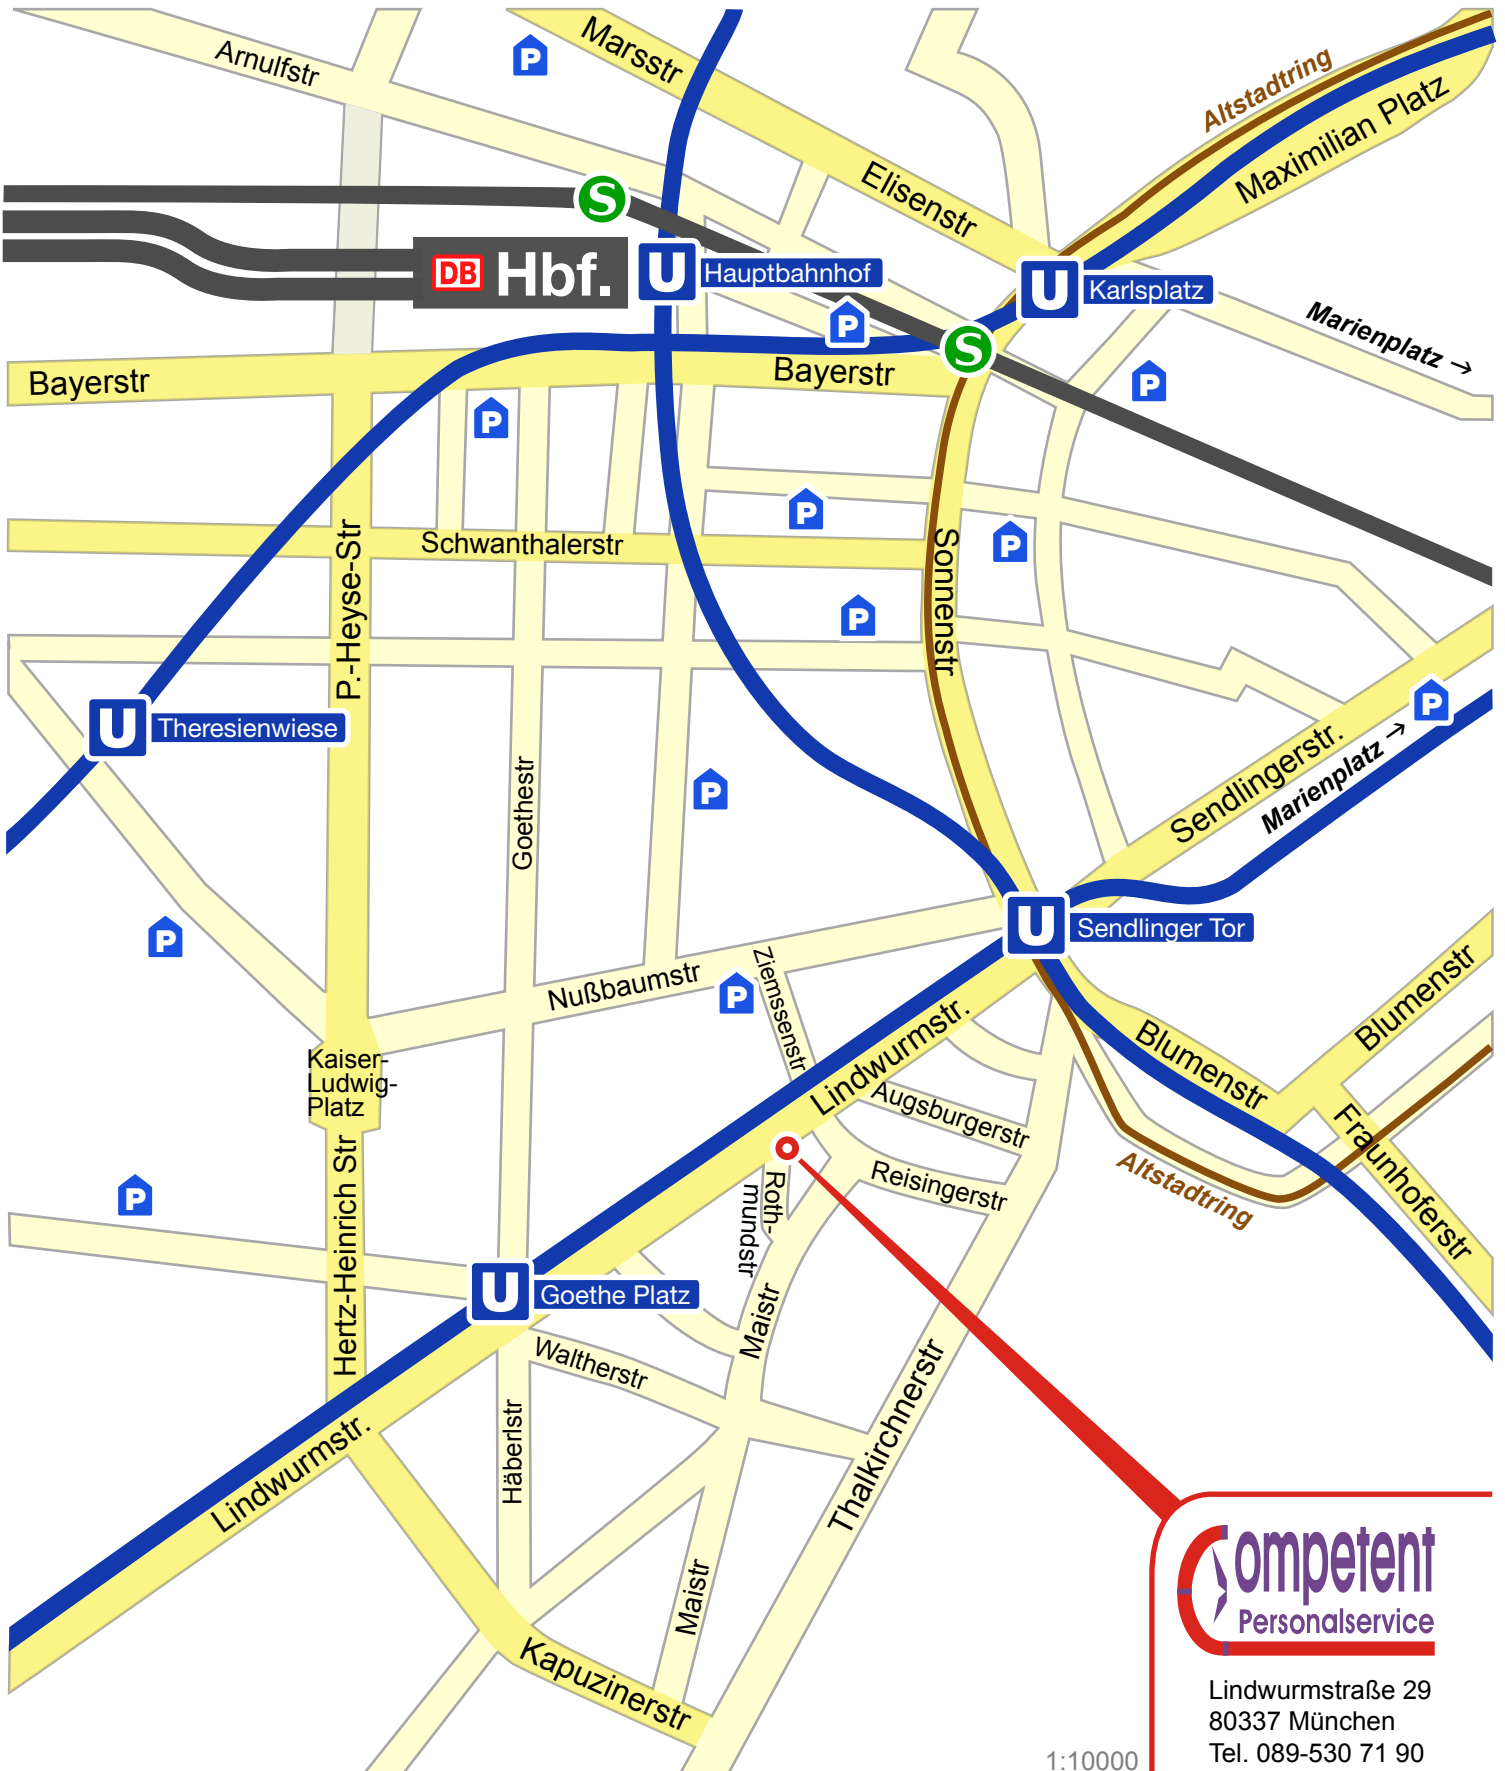 Arnulfstr
P
Marsstr
Altstadtring
Maximilian Platz
Elisenstr
S
DB Hbf.
U Hauptbahnhof
U Karlsplatz
Marienplatz →
P
S
Bayerstr
Bayerstr
P
P
P
P
Schwanthalerstr
P.-Heyse-Str
Sonnenstr
P
U Theresienwiese
P
Goethestr
P
Sendlingerstr.
Marienplatz →
P
U Sendlinger Tor
Nußbaumstr
P
Ziemssenstr
Lindwurmstr.
Blumenstr
Blumenstr
Kaiser-
Ludwig-
Platz
Augsburgerstr
Reisingerstr
Fraunhoferstr
Altstadtring
P
Hertz-Heinrich Str
Roth-
mundstr
U Goethe Platz
Maistr
Waltherstr
Häberlstr
Thalkirchnerstr
Lindwurmstr.
Maistr
Kapuzinerstr
Competent
Personalservice
Lindwurmstraße 29
80337 München
Tel. 089-530 71 90
1:10000